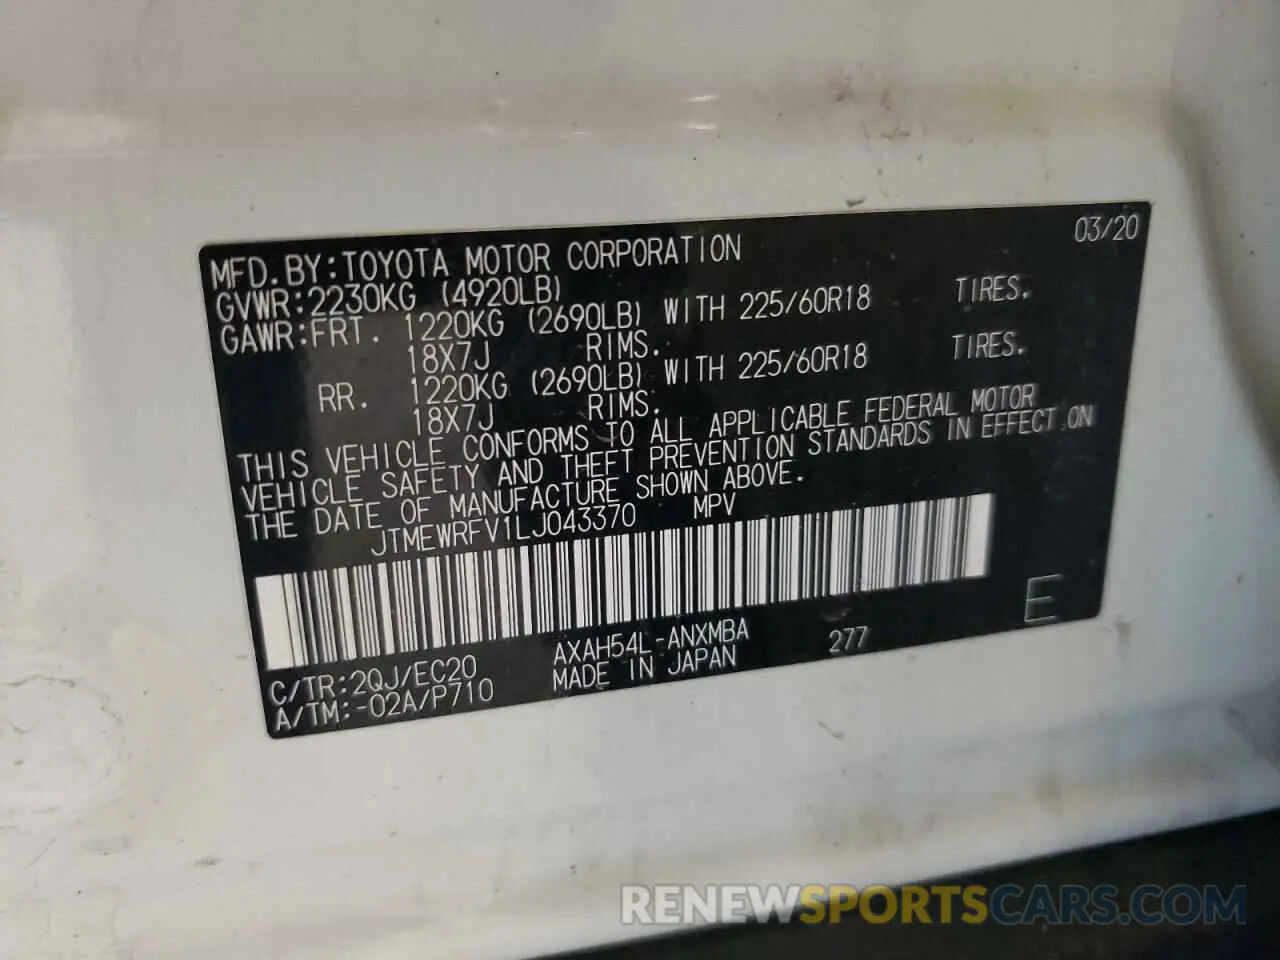 03/20
MFD.BY:TOYOTA MOTOR CORPORATION
GVWR:2230KG (4920LB)
GAWR:FRT. 1220KG (2690LB) WITH 225/60R18 TIRES.
18X7J RIMS.
RR. 1220KG (2690LB) WITH 225/60R18 TIRES.
18X7J RIMS.
THIS VEHICLE CONFORMS TO ALL APPLICABLE FEDERAL MOTOR
VEHICLE SAFETY AND THEFT PREVENTION STANDARDS IN EFFECT ON
THE DATE OF MANUFACTURE SHOWN ABOVE.
JTMEWRFV1LJ043370 MPV
E
C/TR:2QJ/EC20 AXAH54L-ANXMBA 277
A/TM:-02A/P710 MADE IN JAPAN
RENEWSPORTSCARS.COM